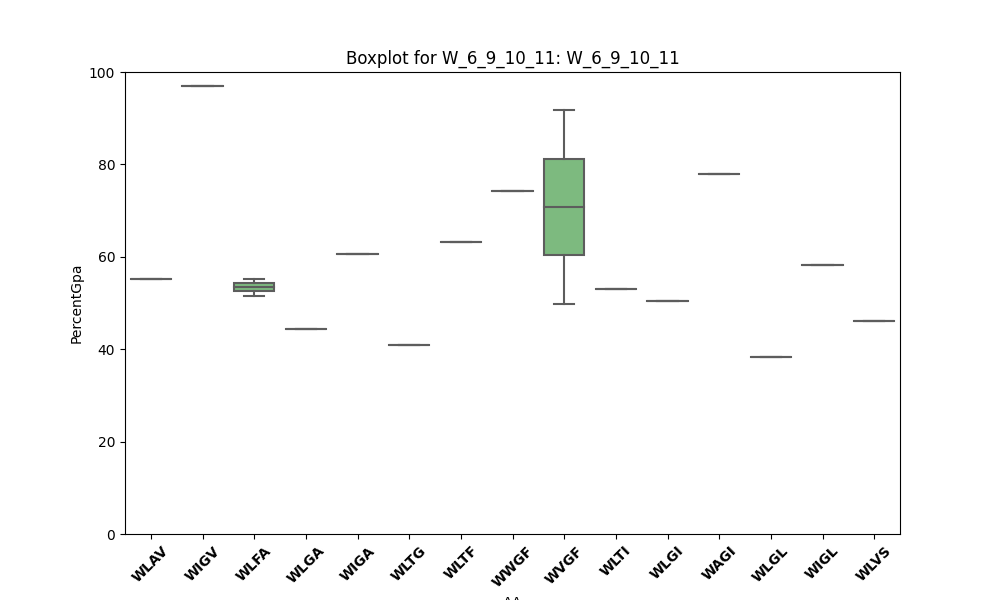 Boxplot for W_6_9_10_11: W_6_9_10_11
100
80
60
40
20
0
PercentGpa
WLAV
WIGV
WLFA
WLGA
WIGA
WLTG
WLTF
WWGF
WVGF
WLTI
WLGI
WAGI
WLGL
WIGL
WLVS